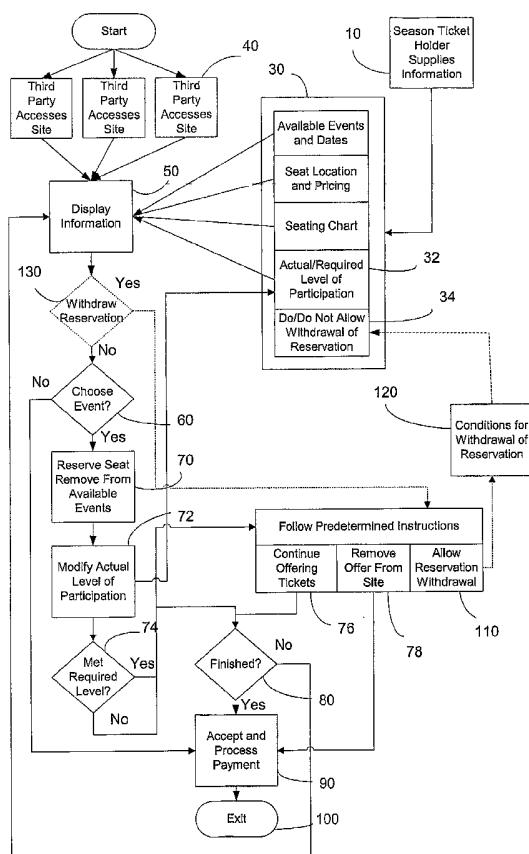 Start
40
Third
Party
Accesses
Site
Third
Party
Accesses
Site
Third
Party
Accesses
Site
10
Season Ticket
Holder
Supplies
Information
30
Available Events
and Dates
Seat Location
and Pricing
Seating Chart
Actual/Required
Level of
Participation
32
34
Do/Do Not Allow
Withdrawal of
Reservation
50
Display
Information
130
Yes
Withdraw
Reservation
No
No
Choose
Event?
60
Yes
120
Conditions for
Withdrawal of
Reservation
Reserve Seat
Remove From
Available
Events
70
72
Modify Actual
Level of
Participation
Follow Predetermined Instructions
Continue
Offering
Tickets
Remove
Offer From
Site
Allow
Reservation
Withdrawal
76
78
110
74
Met
Required
Level?
Yes
No
Finished?
No
80
Yes
Accept and
Process
Payment
90
Exit
100